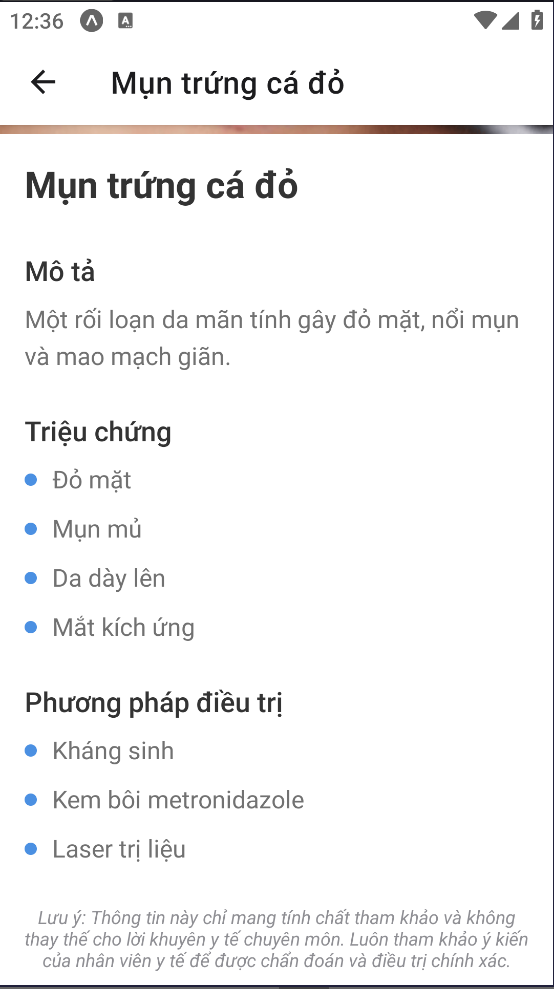 12:36
Mụn trứng cá đỏ
Mụn trứng cá đỏ
Mô tả
Một rối loạn da mãn tính gây đỏ mặt, nổi mụn
và mao mạch giãn.
Triệu chứng
Đỏ mặt
Mụn mủ
Da dày lên
Mắt kích ứng
Phương pháp điều trị
Kháng sinh
Kem bôi metronidazole
Laser trị liệu
Lưu ý: Thông tin này chỉ mang tính chất tham khảo và không
thay thế cho lời khuyên y tế chuyên môn. Luôn tham khảo ý kiến
của nhân viên y tế để được chẩn đoán và điều trị chính xác.